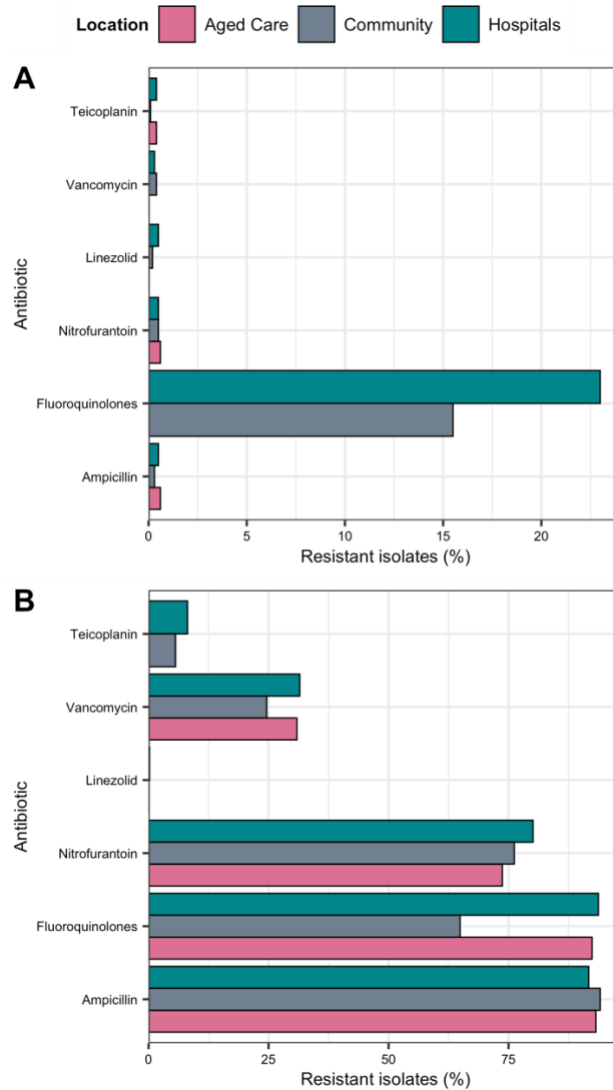 Location Aged Care Community Hospitals
A
Teicoplanin
Vancomycin
Linezolid
Nitrofurantoin
Fluoroquinolones
Ampicillin
Antibiotic
0 5 10 15 20
Resistant isolates (%)
B
Teicoplanin
Vancomycin
Linezolid
Nitrofurantoin
Fluoroquinolones
Ampicillin
Antibiotic
0 25 50 75
Resistant isolates (%)